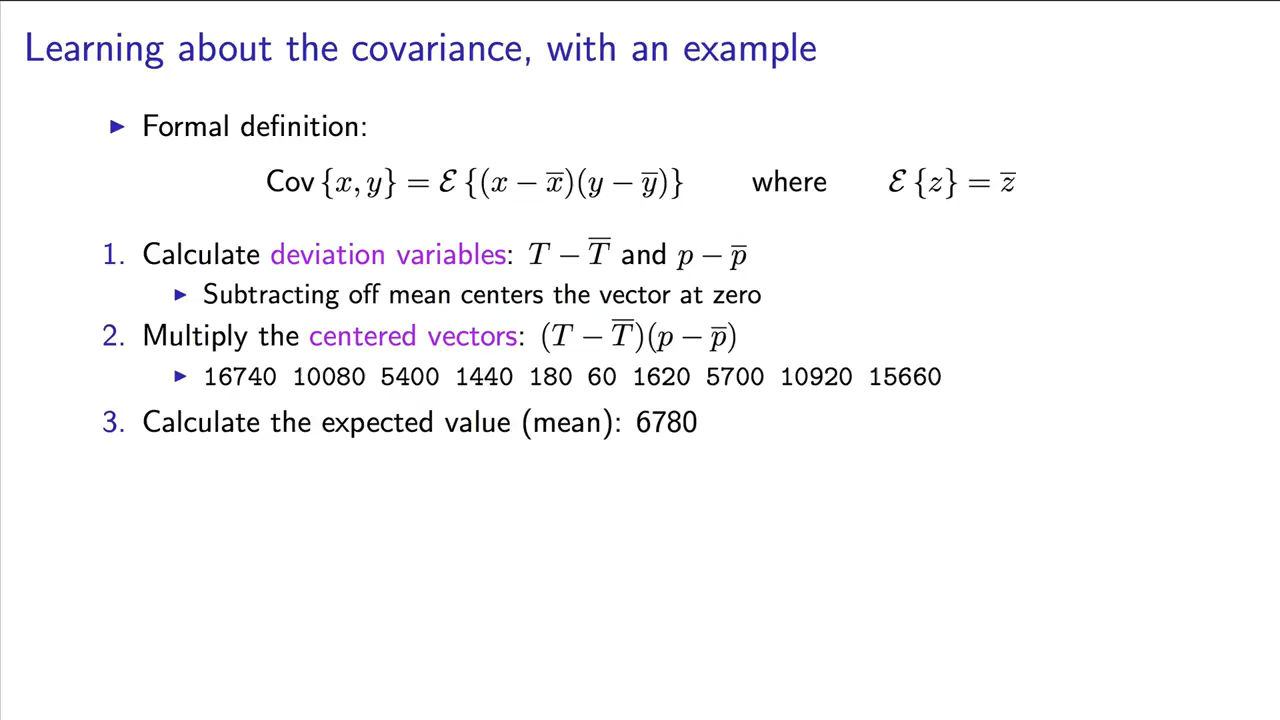 Learning about the covariance, with an example
▶ Formal definition:
Cov {x, y} = ℰ {(x − x̅)(y − y̅)} where ℰ {z} = z̅
1. Calculate deviation variables: T − T̅ and p − p̅
▶ Subtracting off mean centers the vector at zero
2. Multiply the centered vectors: (T − T̅)(p − p̅)
▶ 16740 10080 5400 1440 180 60 1620 5700 10920 15660
3. Calculate the expected value (mean): 6780